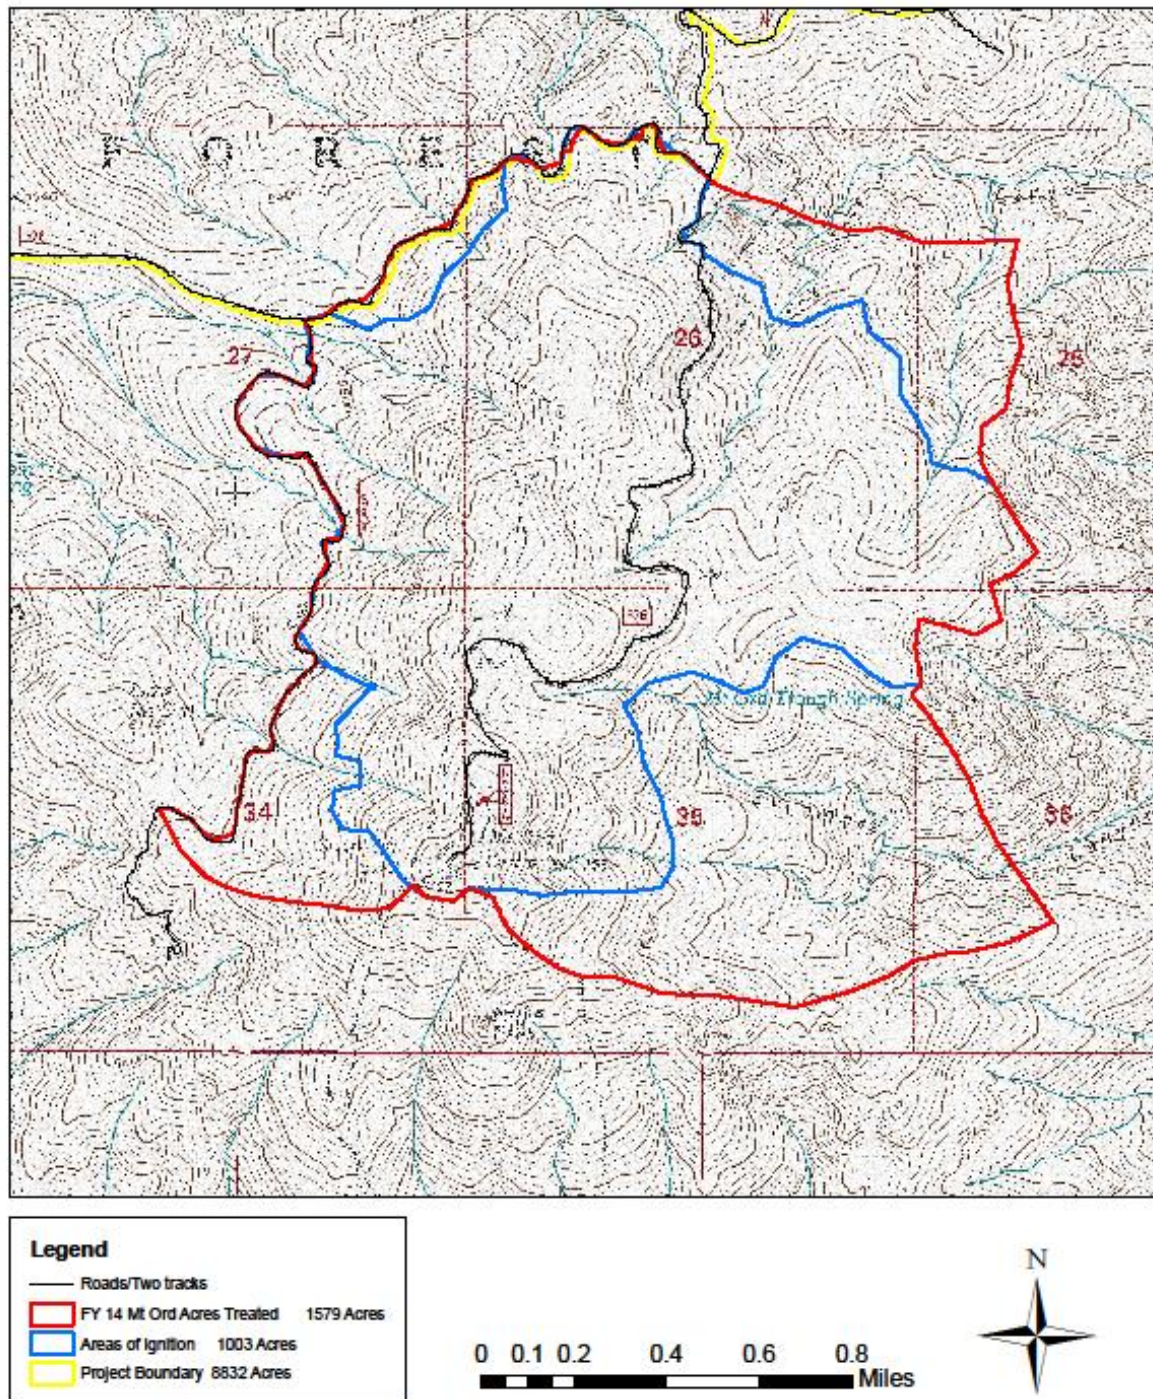 27
26
25
Mt Ord Trough Spring
34
35
36
Legend
Roads/Two tracks
FY 14 Mt Ord Acres Treated 1579 Acres
Areas of Ignition 1003 Acres
Project Boundary 8832 Acres
0 0.1 0.2 0.4 0.6 0.8
Miles
N